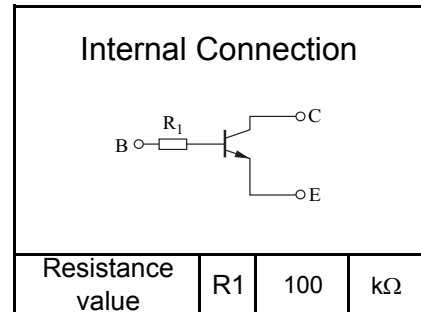 Internal Connection
R1
C
B
E
Resistance value R1 100 kΩ